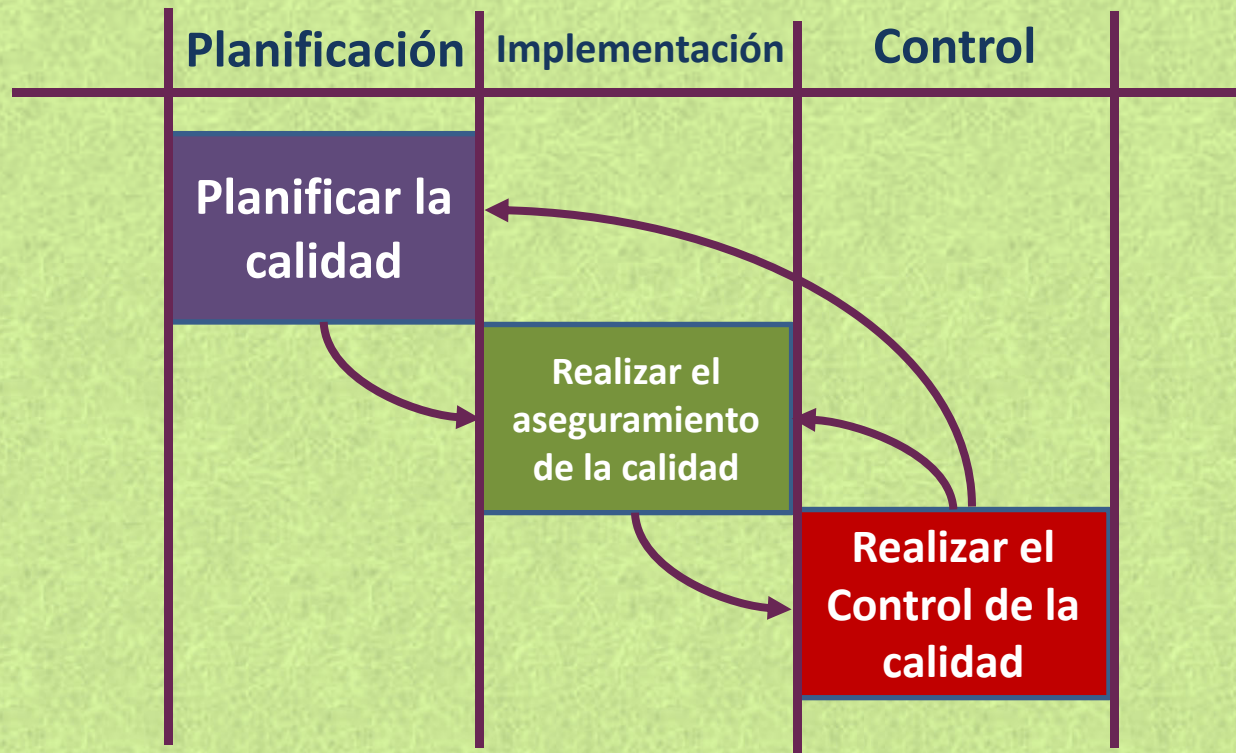 Planificación
Implementación
Control
Planificar la
calidad
Realizar el
aseguramiento
de la calidad
Realizar el
Control de la
calidad